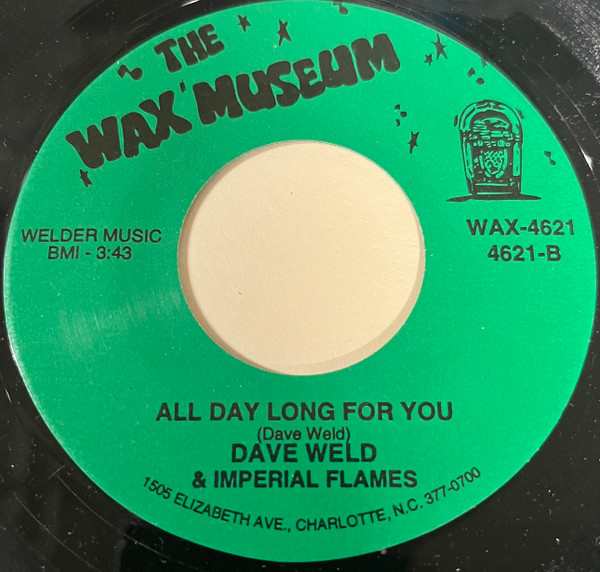 THE
WAX MUSEUM
WELDER MUSIC
BMI - 3:43
WAX-4621
4621-B
ALL DAY LONG FOR YOU
(Dave Weld)
DAVE WELD
& IMPERIAL FLAMES
1505 ELIZABETH AVE., CHARLOTTE, N.C. 377-0700